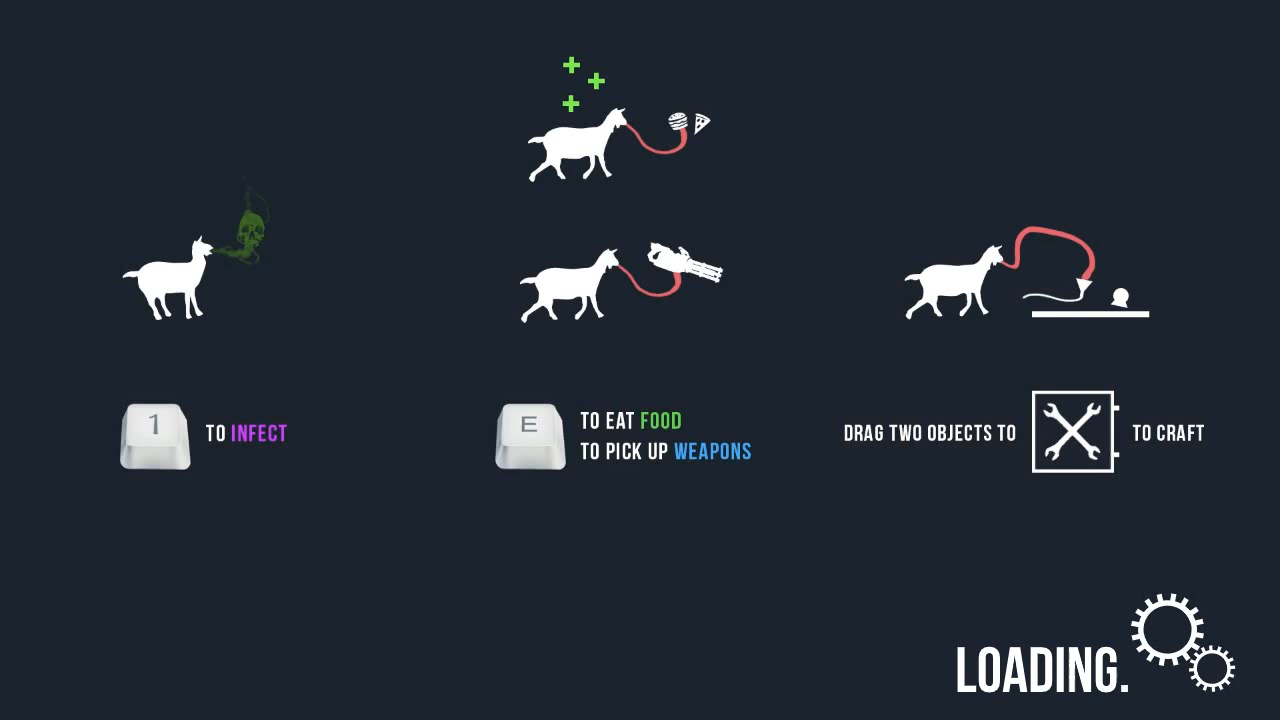 1
TO INFECT
E
TO EAT FOOD
TO PICK UP WEAPONS
DRAG TWO OBJECTS TO
TO CRAFT
LOADING.